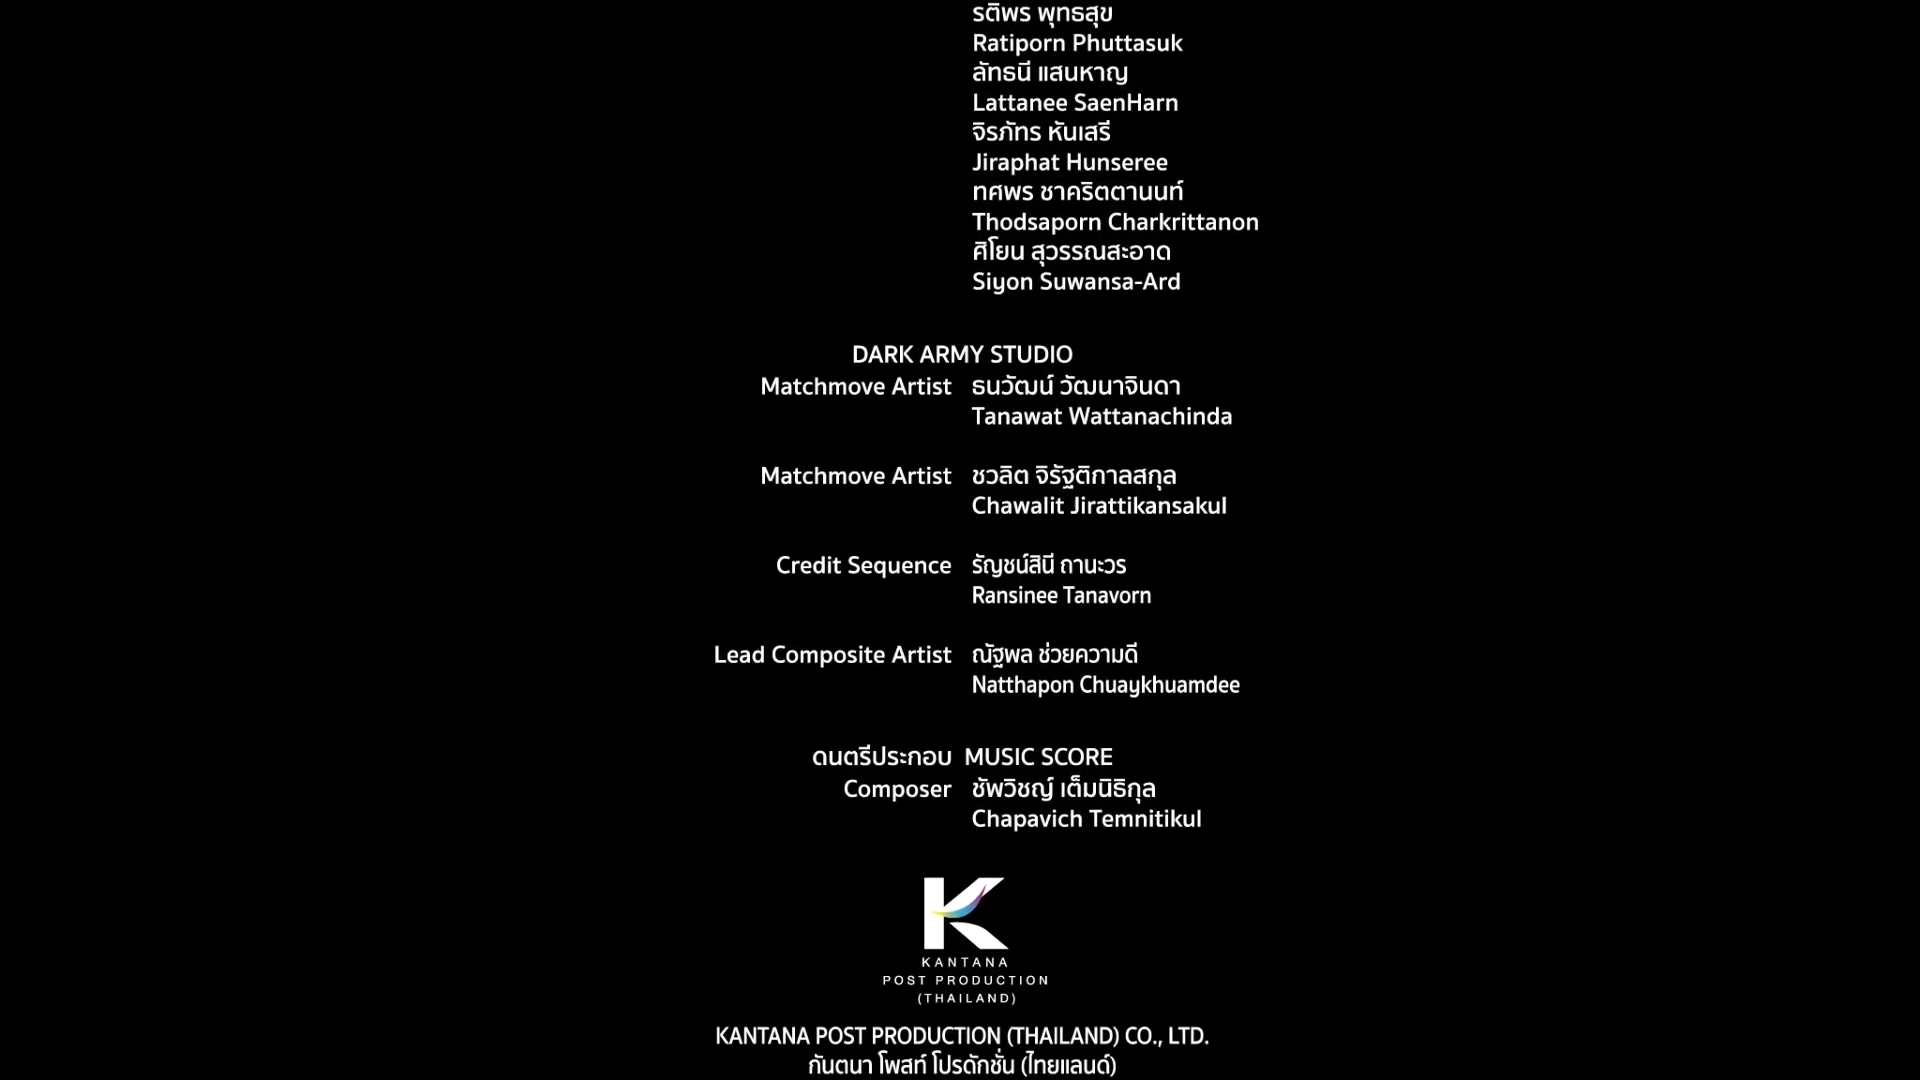 รติพร พุทธสุข
Ratiporn Phuttasuk
ลัทธนี แสนหาญ
Lattanee SaenHarn
จิรภัทร หันเสรี
Jiraphat Hunseree
ทศพร ชาคริตตานนท์
Thodsaporn Charkrittanon
ศิโยน สุวรรณสะอาด
Siyon Suwansa-Ard
DARK ARMY STUDIO
Matchmove Artist ธนวัฒน์ วัฒนาจินดา
Tanawat Wattanachinda
Matchmove Artist ชวลิต จิรัฐติกาลสกุล
Chawalit Jirattikansakul
Credit Sequence รัญชน์สินี ถานะวร
Ransinee Tanavorn
Lead Composite Artist ณัฐพล ช่วยความดี
Natthapon Chuaykhuamdee
ดนตรีประกอบ MUSIC SCORE
Composer ชัพวิชญ์ เต็มนิธิกุล
Chapavich Temnitikul
K
KANTANA
POST PRODUCTION
(THAILAND)
KANTANA POST PRODUCTION (THAILAND) CO., LTD.
กันตนา โพสท์ โปรดักชั่น (ไทยแลนด์)